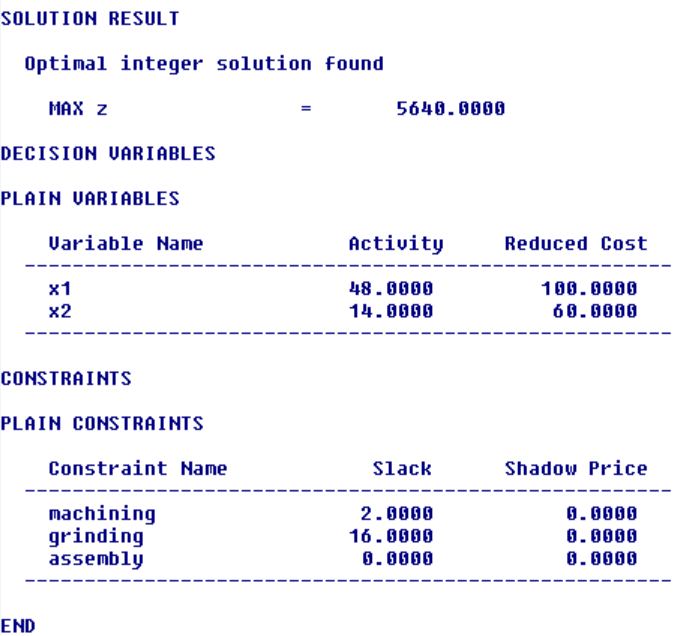 SOLUTION RESULT
Optimal integer solution found
MAX z = 5640.0000
DECISION VARIABLES
PLAIN VARIABLES
Variable Name Activity Reduced Cost
x1 48.0000 100.0000
x2 14.0000 60.0000
CONSTRAINTS
PLAIN CONSTRAINTS
Constraint Name Slack Shadow Price
machining 2.0000 0.0000
grinding 16.0000 0.0000
assembly 0.0000 0.0000
END